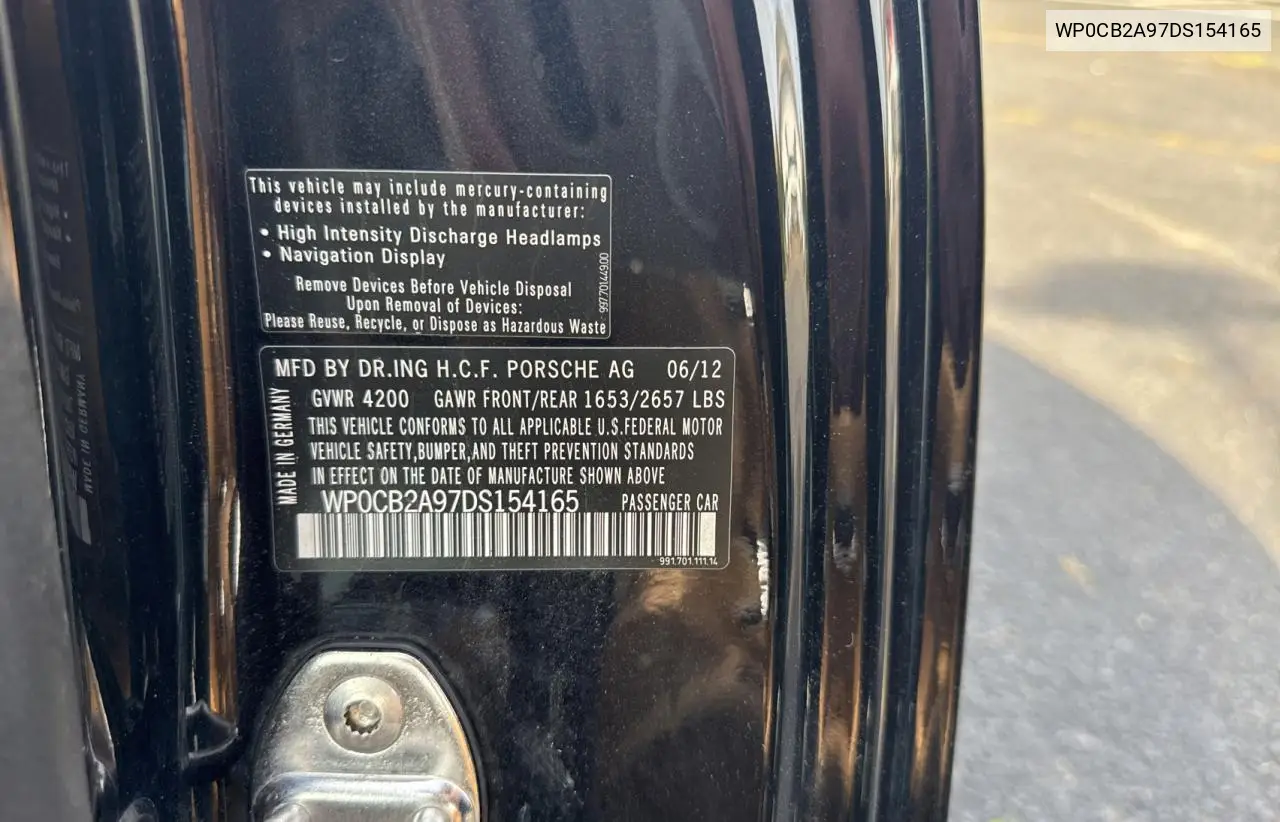 WP0CB2A97DS154165
This vehicle may include mercury-containing
devices installed by the manufacturer:
• High Intensity Discharge Headlamps
• Navigation Display
Remove Devices Before Vehicle Disposal
Upon Removal of Devices:
Please Reuse, Recycle, or Dispose as Hazardous Waste
99770144900
MFD BY DR.ING H.C.F. PORSCHE AG 06/12
GVWR 4200 GAWR FRONT/REAR 1653/2657 LBS
THIS VEHICLE CONFORMS TO ALL APPLICABLE U.S.FEDERAL MOTOR
VEHICLE SAFETY,BUMPER,AND THEFT PREVENTION STANDARDS
IN EFFECT ON THE DATE OF MANUFACTURE SHOWN ABOVE
MADE IN GERMANY
WP0CB2A97DS154165 PASSENGER CAR
991.701.111.14